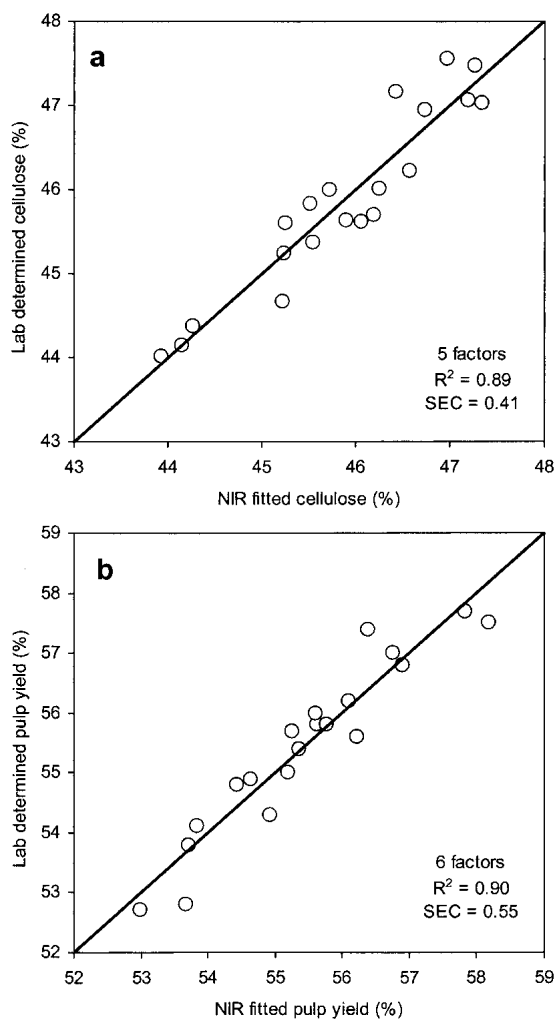 48
a
47
46
45
44
43
Lab determined cellulose (%)
5 factors
R² = 0.89
SEC = 0.41
43 44 45 46 47 48
NIR fitted cellulose (%)
59
b
58
57
56
55
54
53
52
Lab determined pulp yield (%)
6 factors
R² = 0.90
SEC = 0.55
52 53 54 55 56 57 58 59
NIR fitted pulp yield (%)